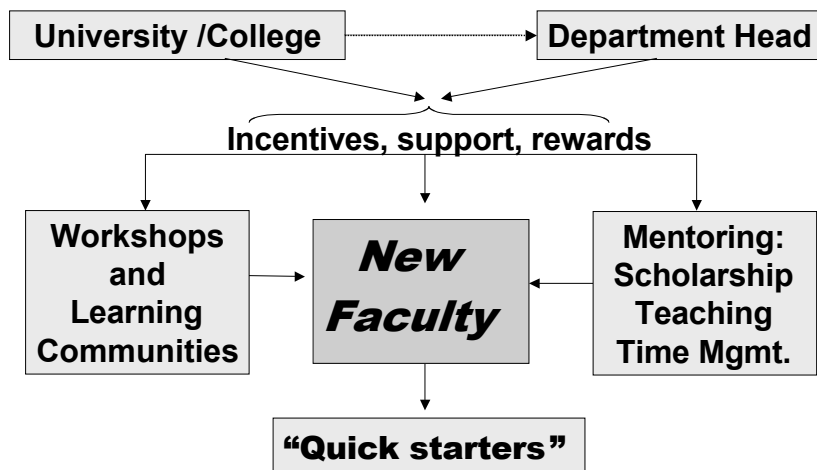 University /College
Department Head
Incentives, support, rewards
Workshops
and
Learning
Communities
New
Faculty
Mentoring:
Scholarship
Teaching
Time Mgmt.
“Quick starters”